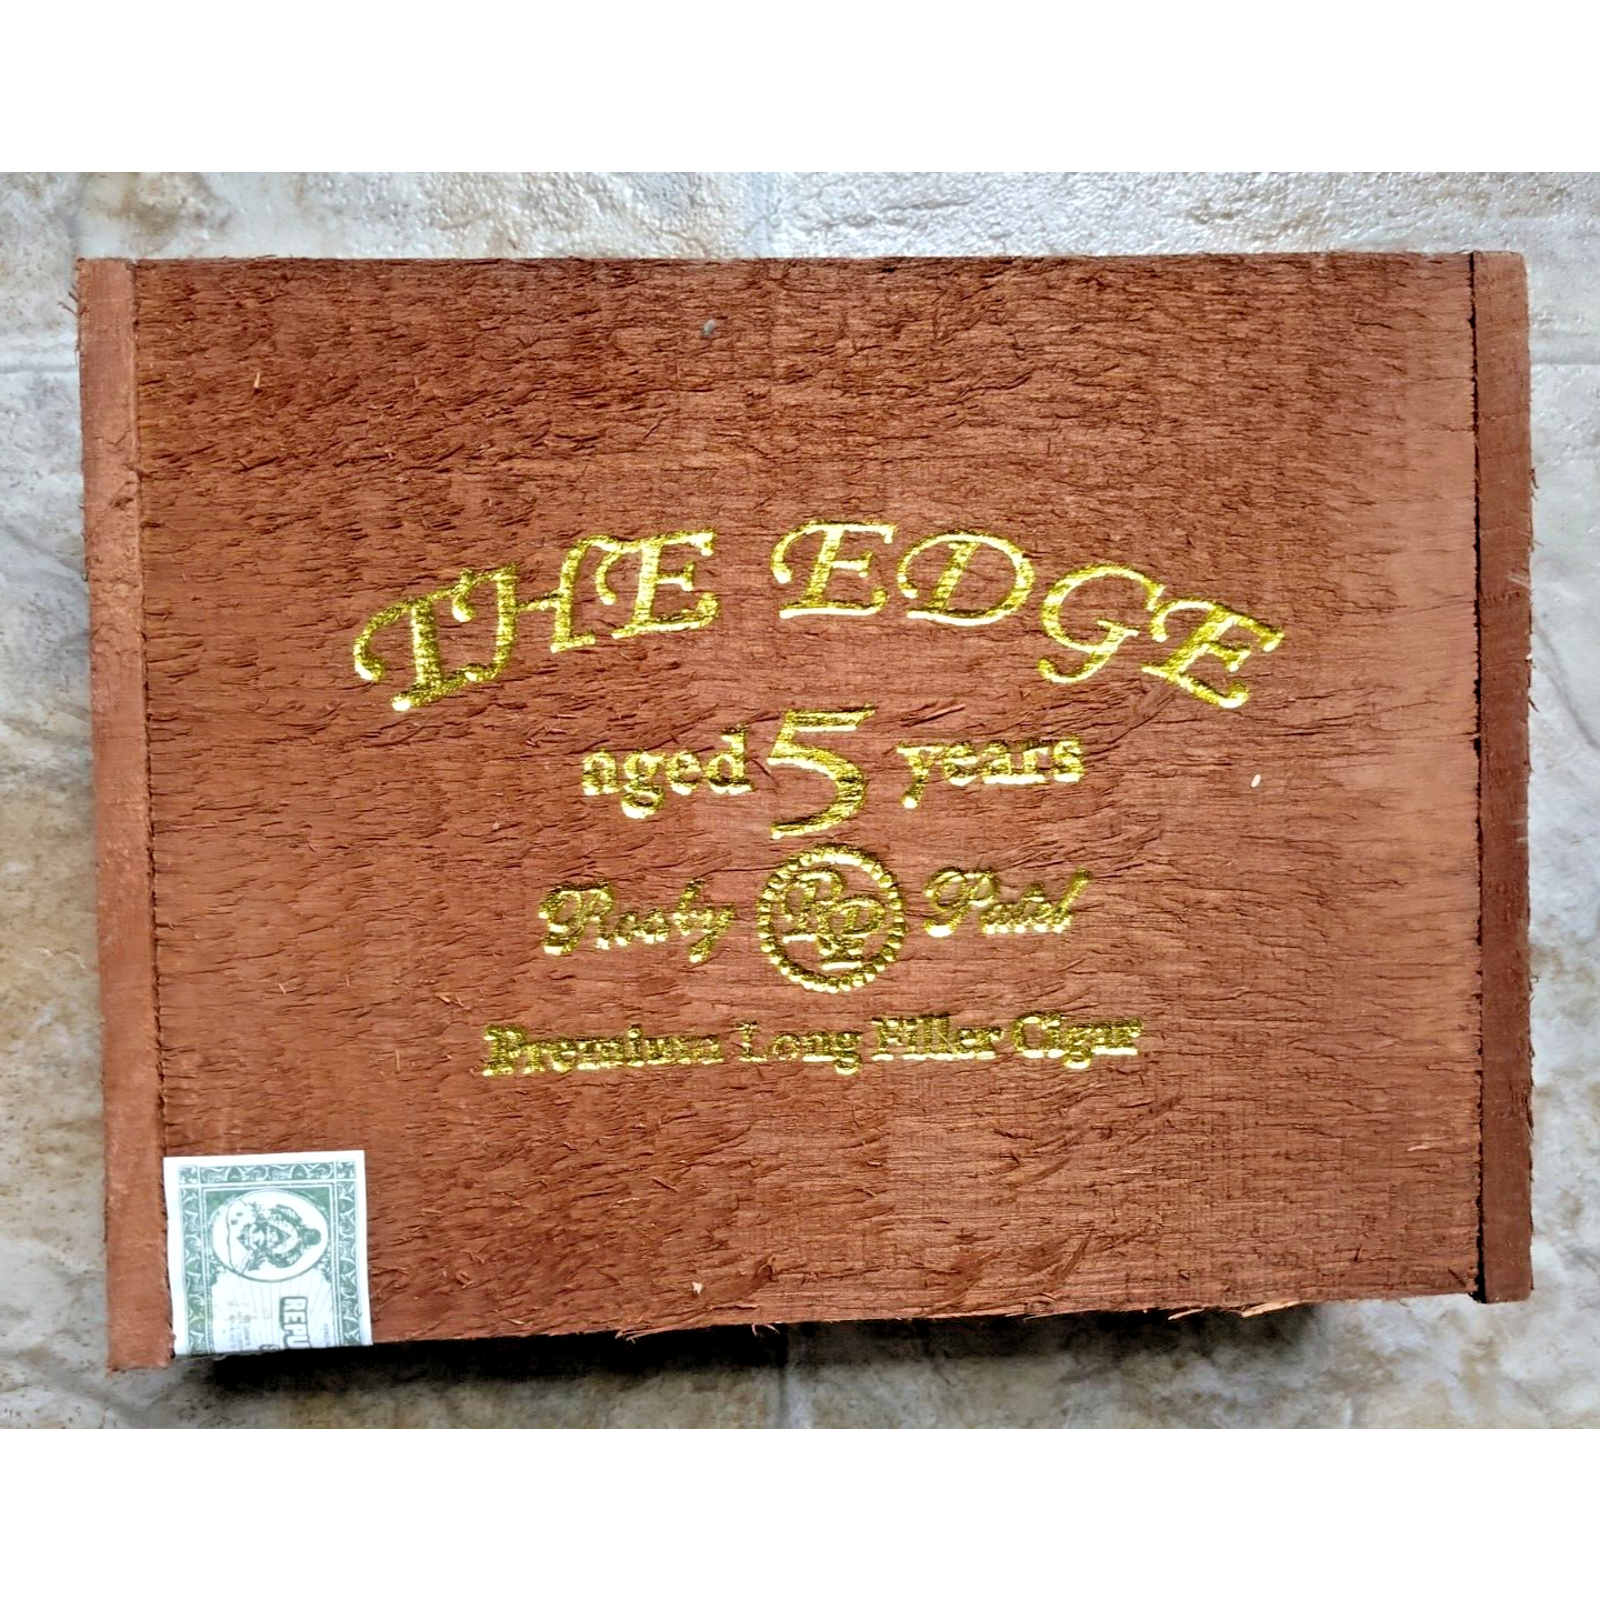 THE EDGE
aged 5 years
Rocky RP Patel
Premium Long Filler Cigar